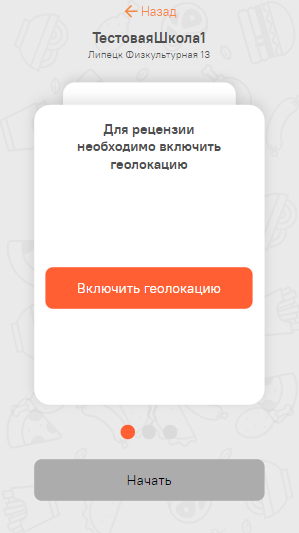 Назад
ТестоваяШкола1
Липецк Физкультурная 13
Для рецензии
необходимо включить
геолокацию
Включить геолокацию
Начать